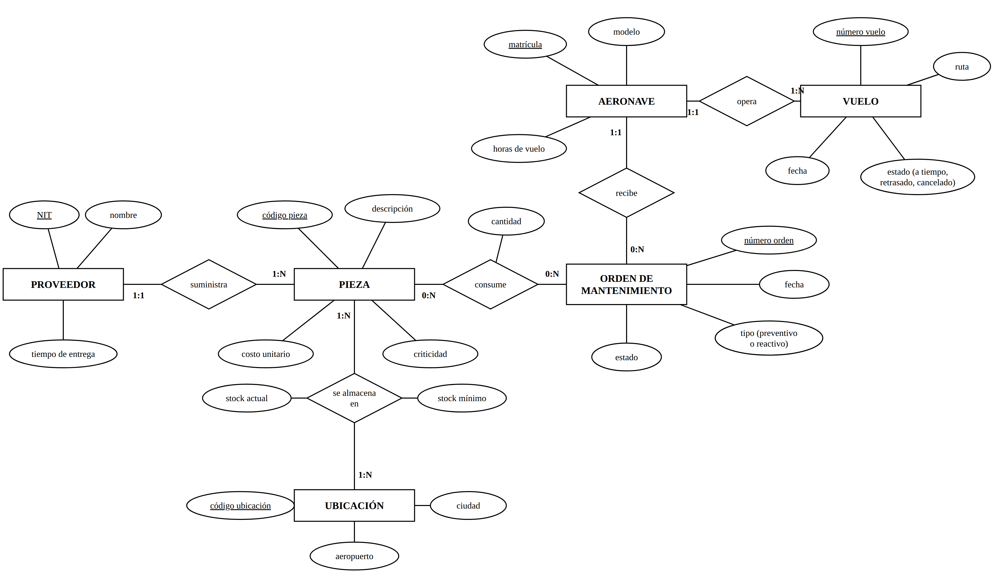 modelo
número vuelo
matrícula
ruta
1:N
AERONAVE
opera
VUELO
1:1
1:1
horas de vuelo
fecha
estado (a tiempo,
retrasado, cancelado)
recibe
NIT
nombre
código pieza
descripción
cantidad
número orden
0:N
1:N
0:N
PROVEEDOR
suministra
PIEZA
consume
ORDEN DE
MANTENIMIENTO
fecha
1:1
0:N
1:N
tipo (preventivo
o reactivo)
tiempo de entrega
costo unitario
criticidad
estado
stock actual
se almacena
en
stock mínimo
1:N
código ubicación
UBICACIÓN
ciudad
aeropuerto